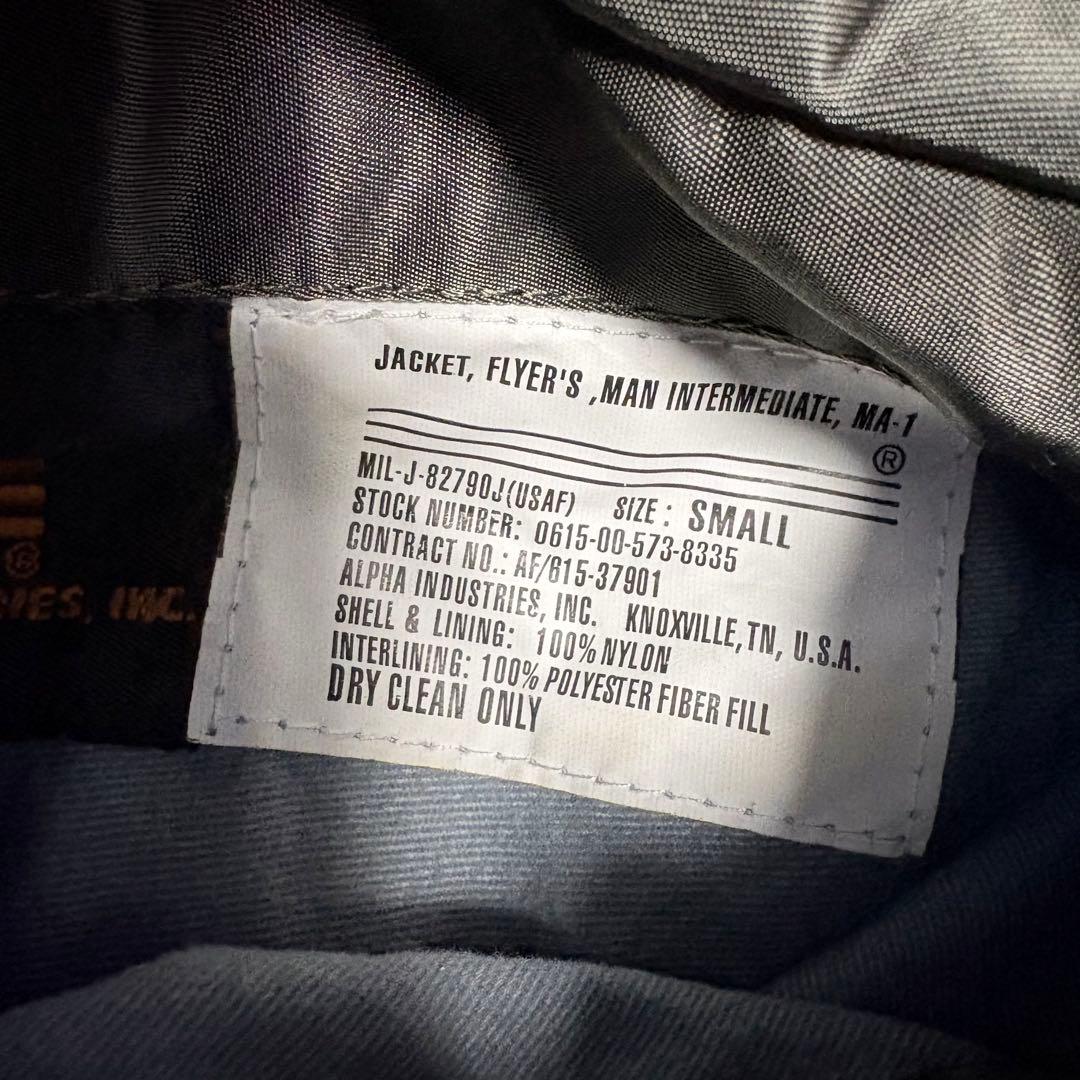 JACKET, FLYER'S ,MAN INTERMEDIATE, MA-1
®
MIL-J-82790J(USAF) SIZE : SMALL
STOCK NUMBER: 0615-00-573-8335
CONTRACT NO.: AF/615-37901
ALPHA INDUSTRIES, INC. KNOXVILLE, TN, U.S.A.
SHELL & LINING: 100% NYLON
INTERLINING: 100% POLYESTER FIBER FILL
DRY CLEAN ONLY
®
RIES, INC.